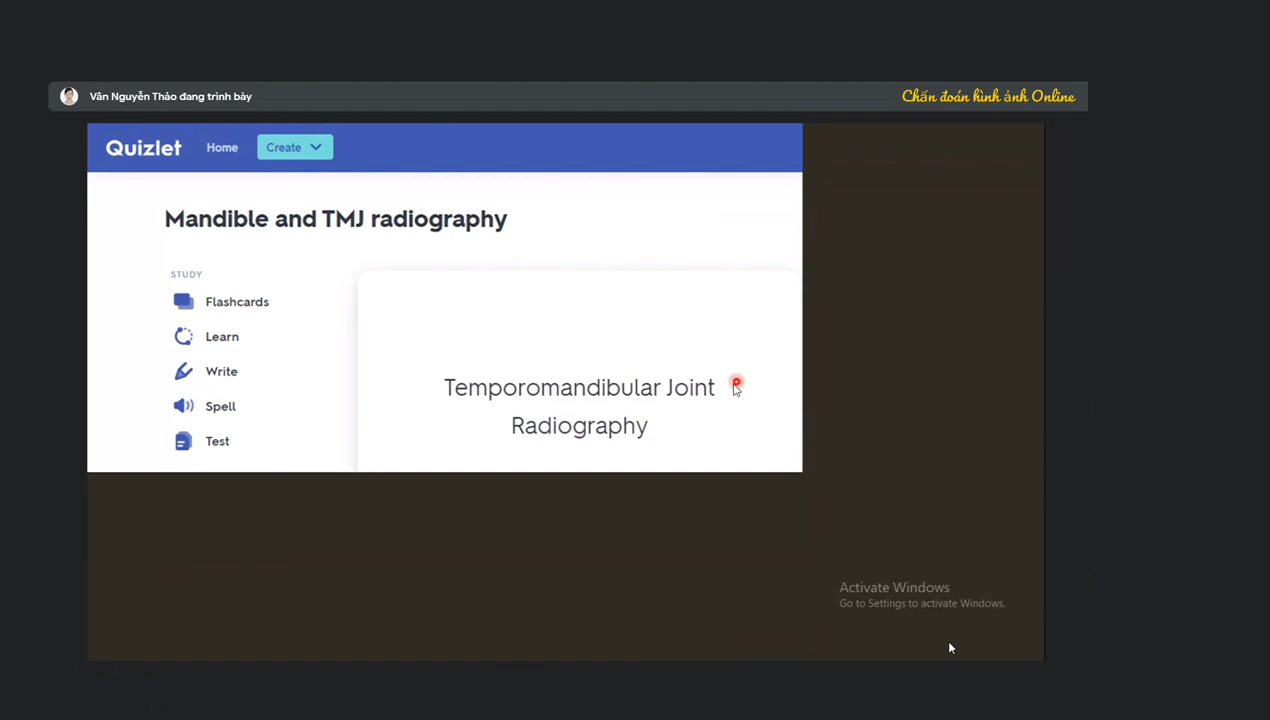 Vân Nguyễn Thảo đang trình bày
Chẩn đoán hình ảnh Online
Quizlet
Home
Create
Mandible and TMJ radiography
STUDY
Flashcards
Learn
Write
Spell
Test
Temporomandibular Joint
Radiography
Activate Windows
Go to Settings to activate Windows.